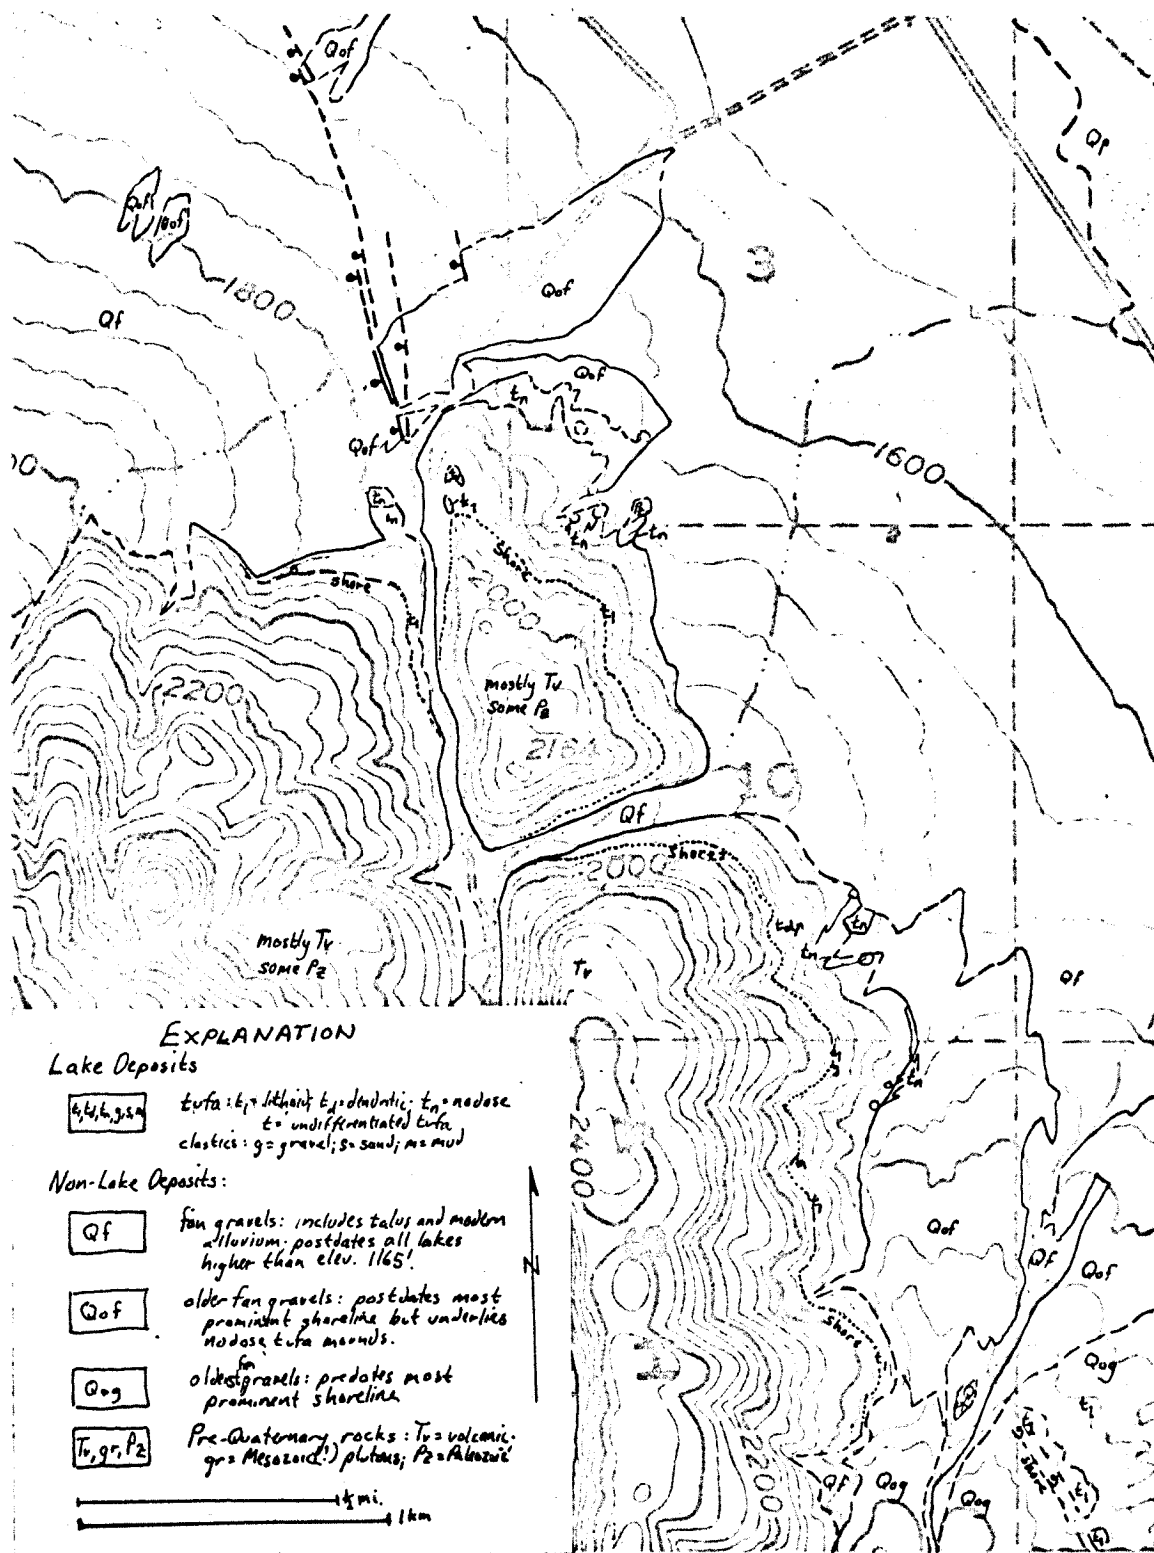 Qof
Qf
Qof
Qof
1800
3
Qof
Qf
Qof
tn
Qof
1600
tn
tn
tn
shore
shore
2000
t1
2200
mostly Tv
some Pz
2164
10
Qf
shores
2000
tn
mostly Tv
some Pz
Tv
tn
Qf
tn
2400
Qof
Qf
Qof
shore
Qog
2200
Qf
Qog
Qog
shore
EXPLANATION
Lake Deposits
tufa: t1= lithoid; td=dendritic; tn= nodose
t= undifferentiated tufa
clastics: g= gravel; s= sand; m= mud
Non-Lake Deposits:
Qf
fan gravels: includes talus and modern
alluvium. postdates all lakes
higher than elev. 1165'.
Qof
older fan gravels: postdates most
prominent shoreline but underlies
nodose tufa mounds.
Qog
oldest fan gravels: predates most
prominent shoreline
Tv, gr, Pz
Pre-Quaternary rocks: Tv= volcanic.
gr= Mesozoic(?) plutons; Pz= Paleozoic
N
½ mi.
1 km